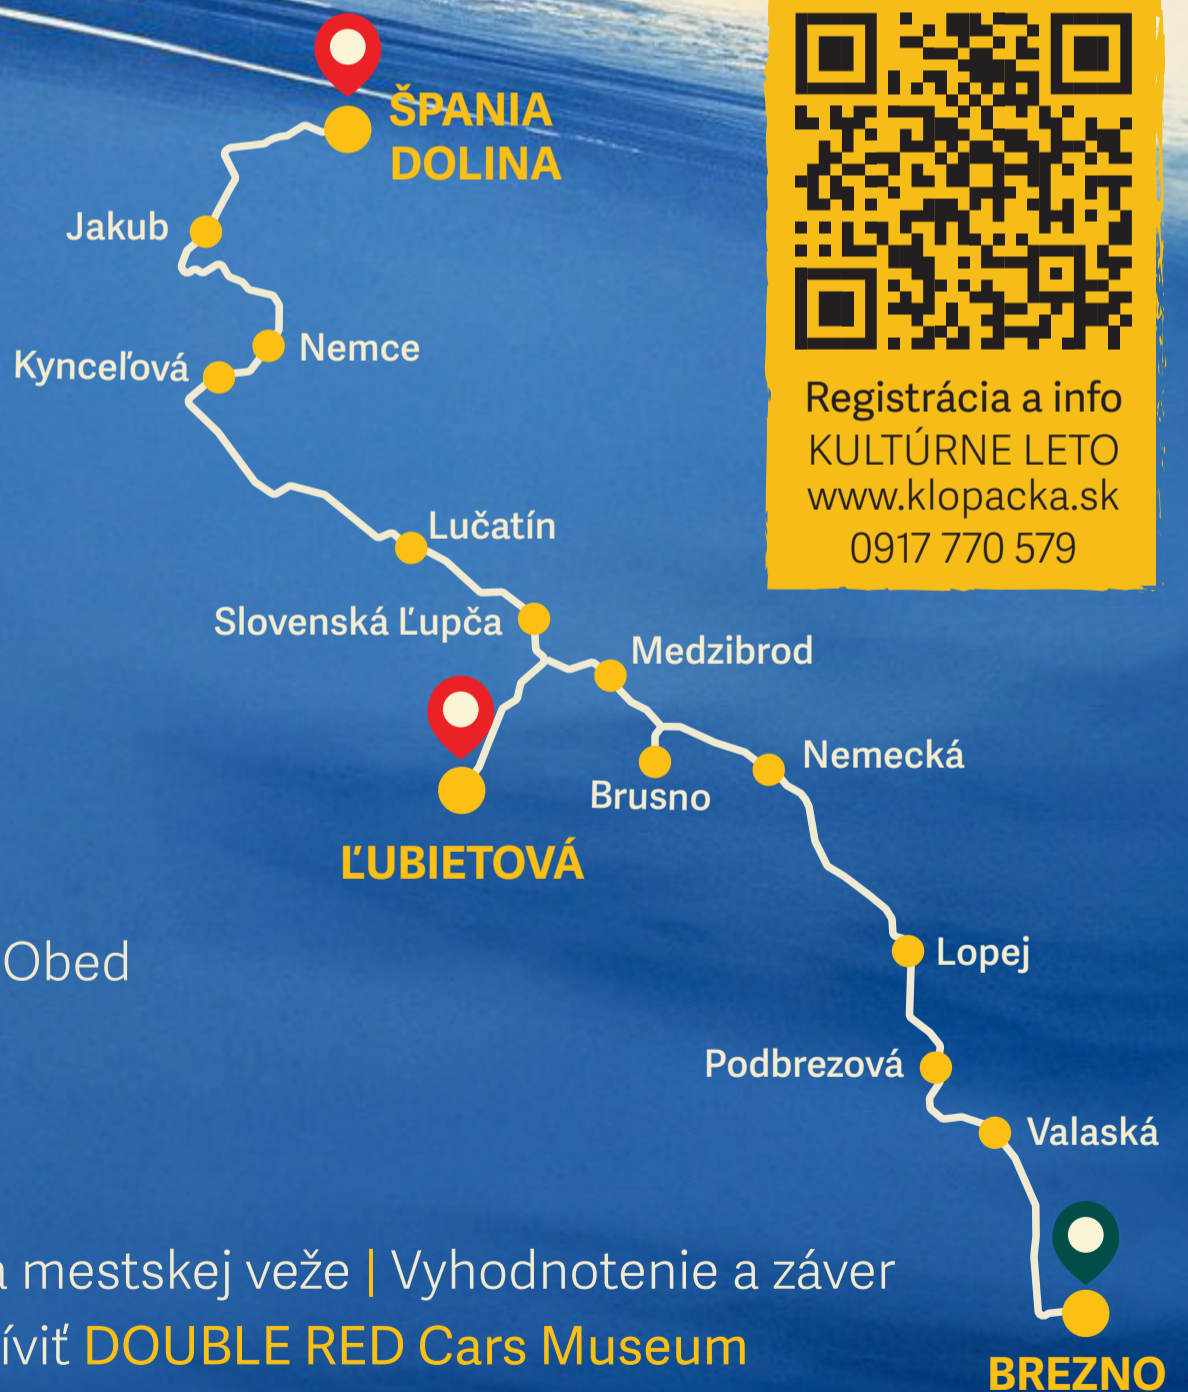 ŠPANIA
DOLINA
Jakub
Nemce
Kynceľová
Registrácia a info
KULTÚRNE LETO
www.klopacka.sk
0917 770 579
Lučatín
Slovenská Ľupča
Medzibrod
Nemecká
Brusno
ĽUBIETOVÁ
Obed
Lopej
Podbrezová
Valaská
mestskej veže | Vyhodnotenie a záver
DOUBLE RED Cars Museum
BREZNO